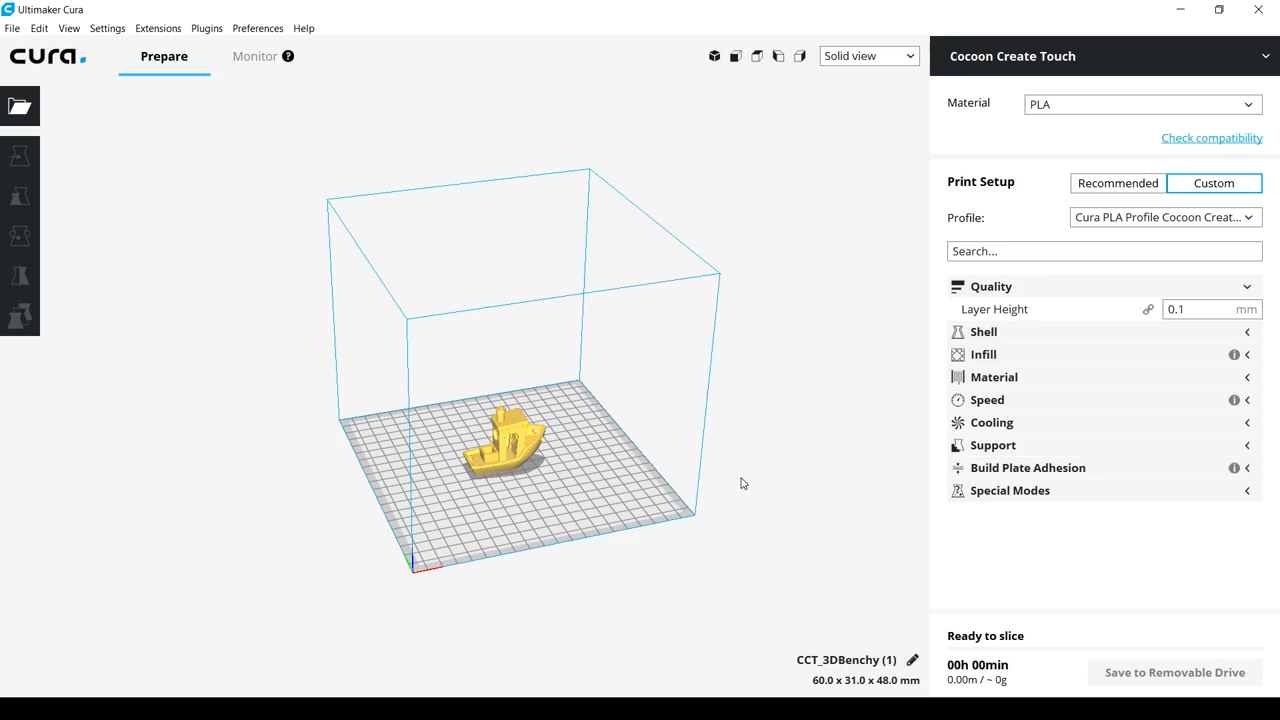 Ultimaker Cura
File Edit View Settings Extensions Plugins Preferences Help
cura. Prepare Monitor ? Solid view
Cocoon Create Touch
Material PLA
Check compatibility
Print Setup Recommended Custom
Profile: Cura PLA Profile Cocoon Creat...
Search...
Quality
Layer Height 0.1 mm
Shell
Infill
Material
Speed
Cooling
Support
Build Plate Adhesion
Special Modes
Ready to slice
CCT_3DBenchy (1)
60.0 x 31.0 x 48.0 mm
00h 00min
0.00m / ~ 0g
Save to Removable Drive